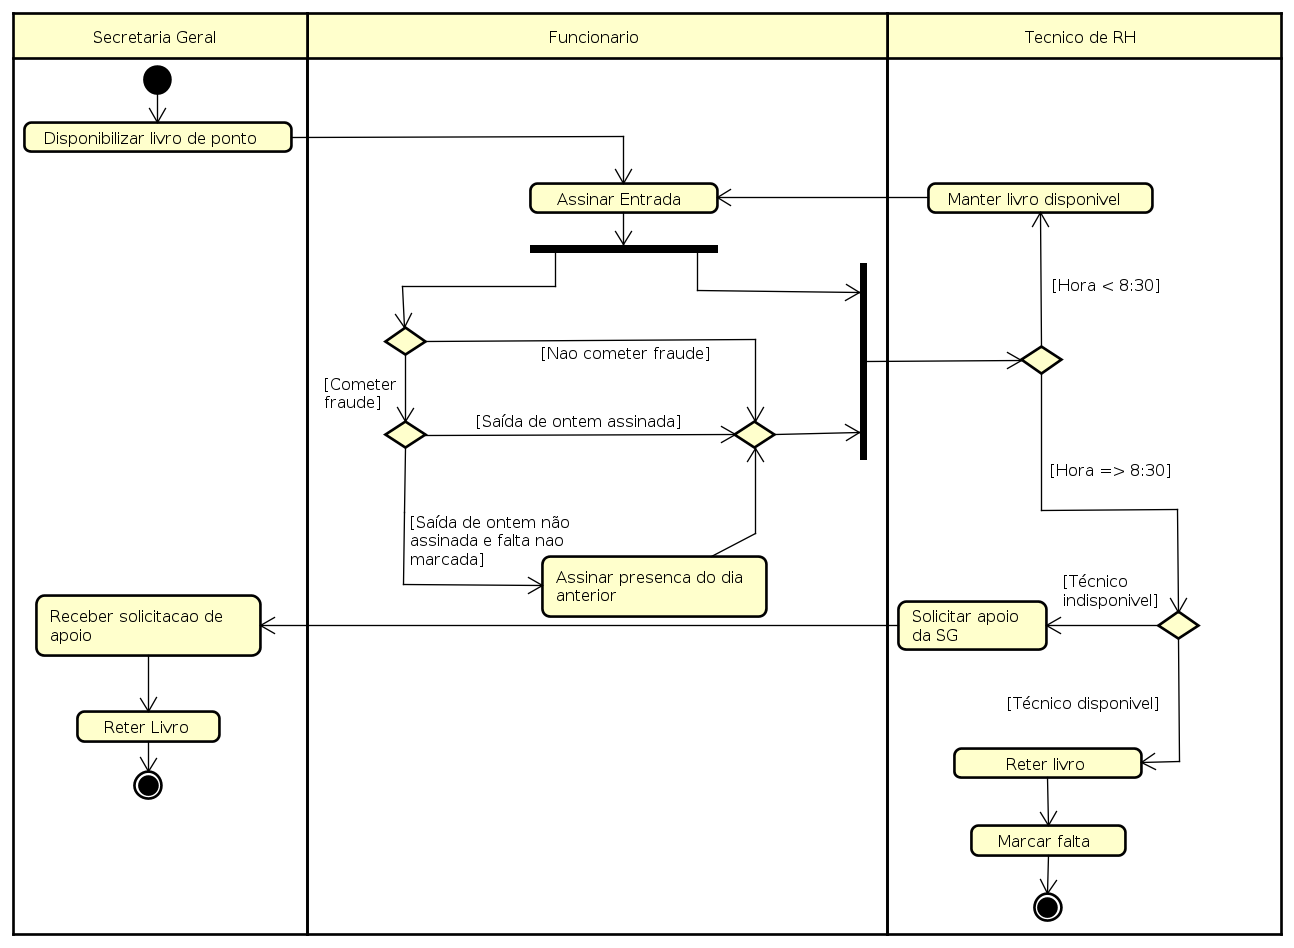 Secretaria Geral
Funcionario
Tecnico de RH
Disponibilizar livro de ponto
Assinar Entrada
Manter livro disponivel
[Hora < 8:30]
[Nao cometer fraude]
[Cometer
fraude]
[Saída de ontem assinada]
[Hora => 8:30]
[Saída de ontem não
assinada e falta nao
marcada]
Assinar presenca do dia
anterior
[Técnico
indisponivel]
Receber solicitacao de
apoio
Solicitar apoio
da SG
[Técnico disponivel]
Reter Livro
Reter livro
Marcar falta